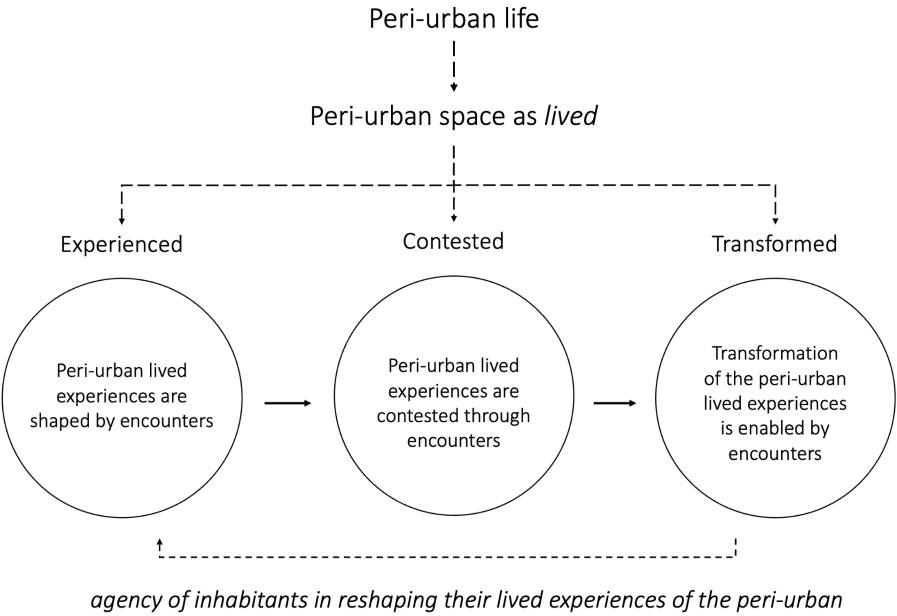 Peri-urban life
Peri-urban space as lived
Experienced
Contested
Transformed
Peri-urban lived
experiences are
shaped by encounters
Peri-urban lived
experiences are
contested through
encounters
Transformation
of the peri-urban
lived experiences
is enabled by
encounters
agency of inhabitants in reshaping their lived experiences of the peri-urban